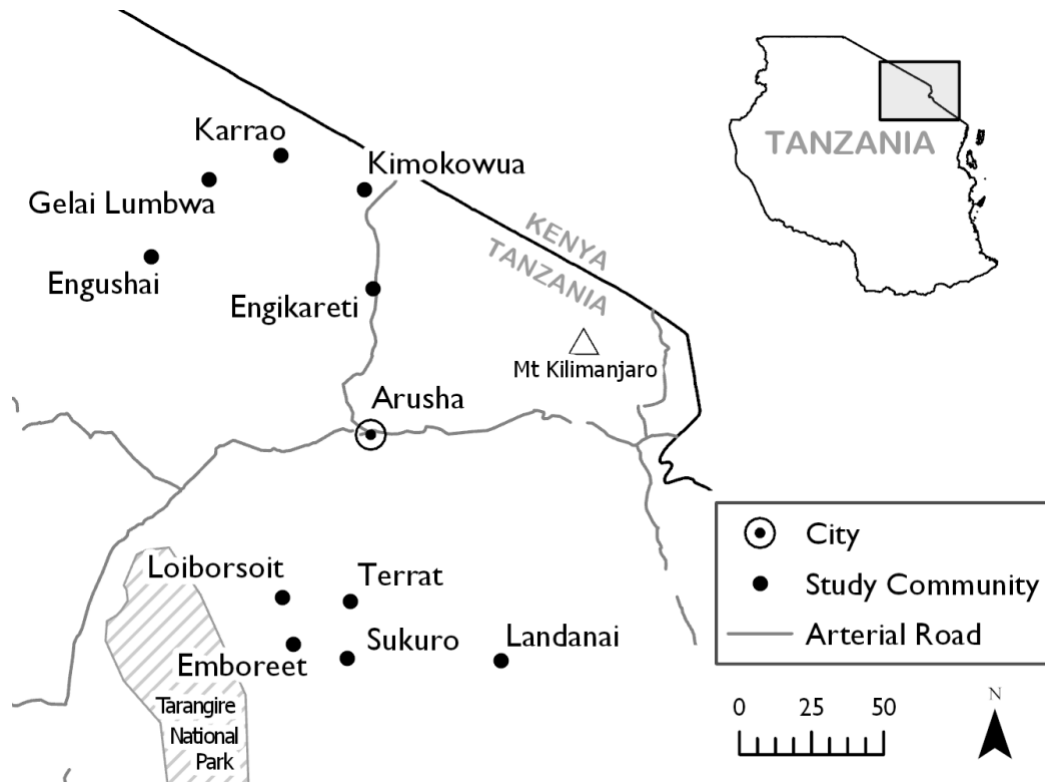 Karrao
Kimokowua
Gelai Lumbwa
Engushai
Engikareti
KENYA
TANZANIA
Mt Kilimanjaro
Arusha
TANZANIA
Loiborsoit
Terrat
Emboreet
Sukuro
Landanai
Tarangire
National
Park
City
Study Community
Arterial Road
0 25 50
N